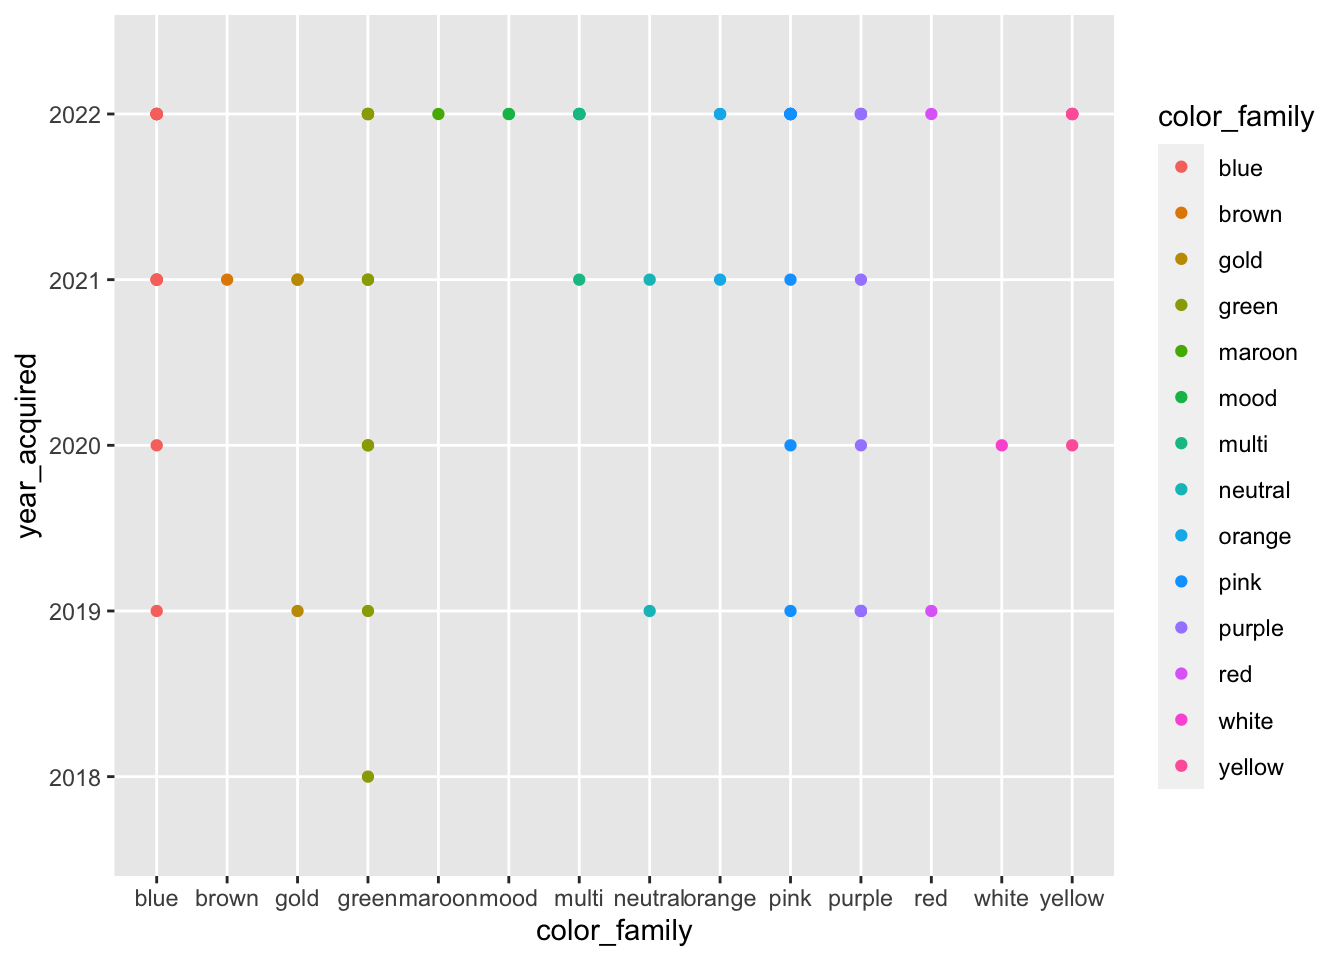 year_acquired
2022
2021
2020
2019
2018
blue brown gold green maroon mood multi neutral orange pink purple red white yellow
color_family
color_family
blue
brown
gold
green
maroon
mood
multi
neutral
orange
pink
purple
red
white
yellow